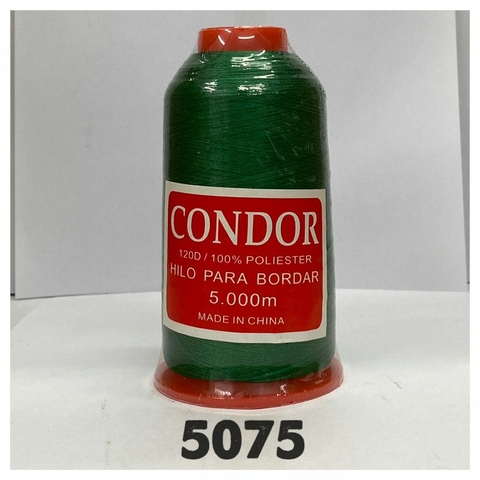 CONDOR
120D / 100% POLIESTER
HILO PARA BORDAR
5.000m
MADE IN CHINA
5075